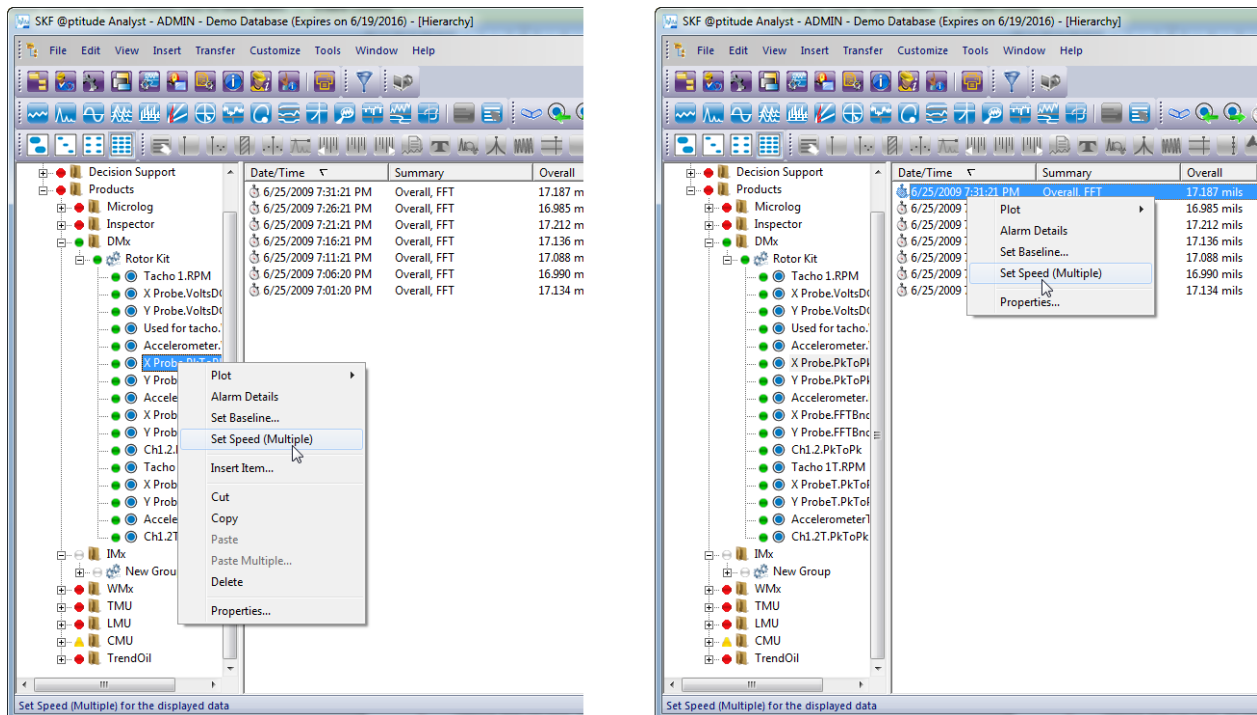 SKF @ptitude Analyst - ADMIN - Demo Database (Expires on 6/19/2016) - [Hierarchy]
File Edit View Insert Transfer Customize Tools Window Help
Decision Support
Products
Microlog
Inspector
DMx
Rotor Kit
Tacho 1.RPM
X Probe.VoltsD
Y Probe.VoltsD
Used for tacho.
Accelerometer.
X Probe.PkToPl
Y Prob
Accele
X Prob
Y Prob
Ch1.2.
Tacho
X Prob
Y Prob
Accele
Ch1.2T
IMx
New Grou
WMx
TMU
LMU
CMU
TrendOil
Date/Time Summary Overall
6/25/2009 7:31:21 PM Overall, FFT 17.187 m
6/25/2009 7:26:21 PM Overall, FFT 16.985 m
6/25/2009 7:21:21 PM Overall, FFT 17.212 m
6/25/2009 7:16:21 PM Overall, FFT 17.136 m
6/25/2009 7:11:21 PM Overall, FFT 17.088 m
6/25/2009 7:06:20 PM Overall, FFT 16.990 m
6/25/2009 7:01:20 PM Overall, FFT 17.134 m
Plot
Alarm Details
Set Baseline...
Set Speed (Multiple)
Insert Item...
Cut
Copy
Paste
Paste Multiple...
Delete
Properties...
Set Speed (Multiple) for the displayed data
SKF @ptitude Analyst - ADMIN - Demo Database (Expires on 6/19/2016) - [Hierarchy]
File Edit View Insert Transfer Customize Tools Window Help
Decision Support
Products
Microlog
Inspector
DMx
Rotor Kit
Tacho 1.RPM
X Probe.VoltsD
Y Probe.VoltsD
Used for tacho.
Accelerometer.
X Probe.PkToPk
Y Probe.PkToPk
Accelerometer.
X Probe.FFTBnd
Y Probe.FFTBnd
Ch1.2.PkToPk
Tacho 1T.RPM
X ProbeT.PkToP
Y ProbeT.PkToP
AccelerometerT
Ch1.2T.PkToPk
IMx
New Group
WMx
TMU
LMU
CMU
TrendOil
Date/Time Summary Overall
6/25/2009 7:31:21 PM Overall, FFT 17.187 mils
6/25/2009 16.985 mils
6/25/2009 17.212 mils
6/25/2009 17.136 mils
6/25/2009 17.088 mils
6/25/2009 16.990 mils
6/25/2009 17.134 mils
Plot
Alarm Details
Set Baseline...
Set Speed (Multiple)
Properties...
Set Speed (Multiple) for the displayed data